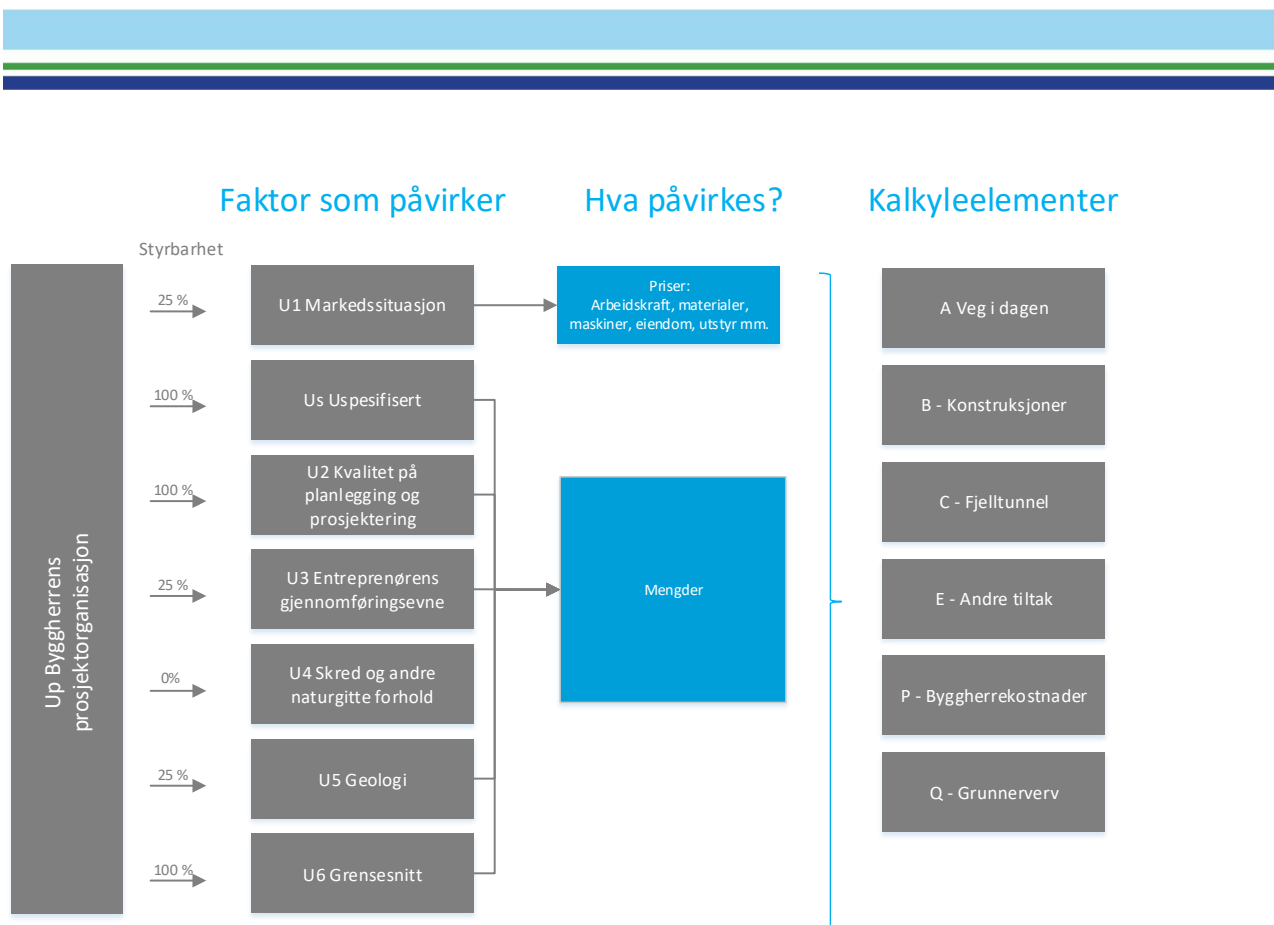 Faktor som påvirker
Hva påvirkes?
Kalkyleelementer
Styrbarhet
Up Byggherrens
prosjektorganisasjon
25 %
U1 Markedssituasjon
Priser:
Arbeidskraft, materialer,
maskiner, eiendom, utstyr mm.
A Veg i dagen
100 %
Us Uspesifisert
B - Konstruksjoner
100 %
U2 Kvalitet på
planlegging og
prosjektering
C - Fjelltunnel
25 %
U3 Entreprenørens
gjennomføringsevne
Mengder
E - Andre tiltak
0%
U4 Skred og andre
naturgitte forhold
P - Byggherrekostnader
25 %
U5 Geologi
Q - Grunnerverv
100 %
U6 Grensesnitt